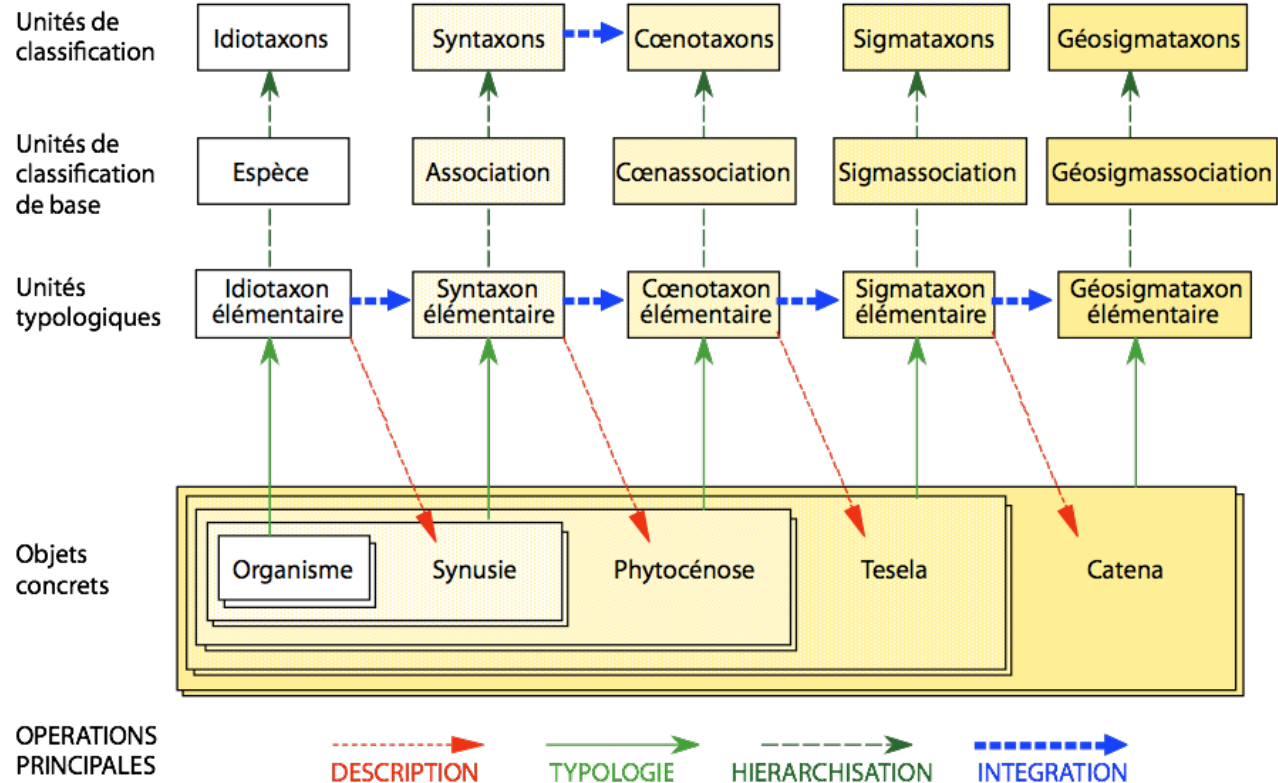 Unités de
classification
Idiotaxons
Syntaxons
Cœnotaxons
Sigmataxons
Géosigmataxons
Unités de
classification
de base
Espèce
Association
Cœnassociation
Sigmassociation
Géosigmassociation
Unités
typologiques
Idiotaxon
élémentaire
Syntaxon
élémentaire
Cœnotaxon
élémentaire
Sigmataxon
élémentaire
Géosigmataxon
élémentaire
Objets
concrets
Organisme
Synusie
Phytocénose
Tesela
Catena
OPERATIONS
PRINCIPALES
DESCRIPTION
TYPOLOGIE
HIERARCHISATION
INTEGRATION